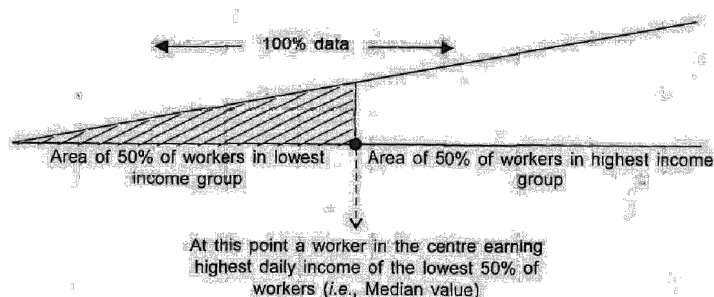 100% data
Area of 50% of workers in lowest
income group
Area of 50% of workers in highest income
group
At this point a worker in the centre earning
highest daily income of the lowest 50% of
workers (i.e., Median value)